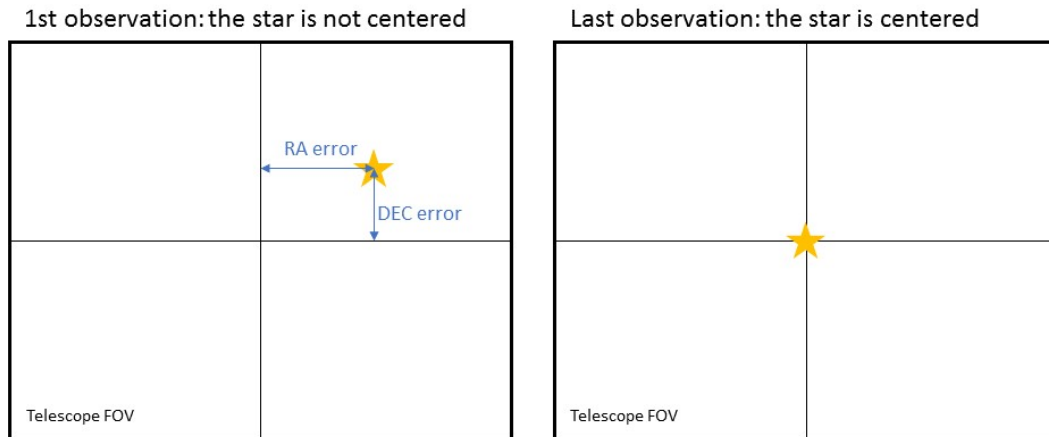 1st observation: the star is not centered
RA error
DEC error
Telescope FOV
Last observation: the star is centered
Telescope FOV